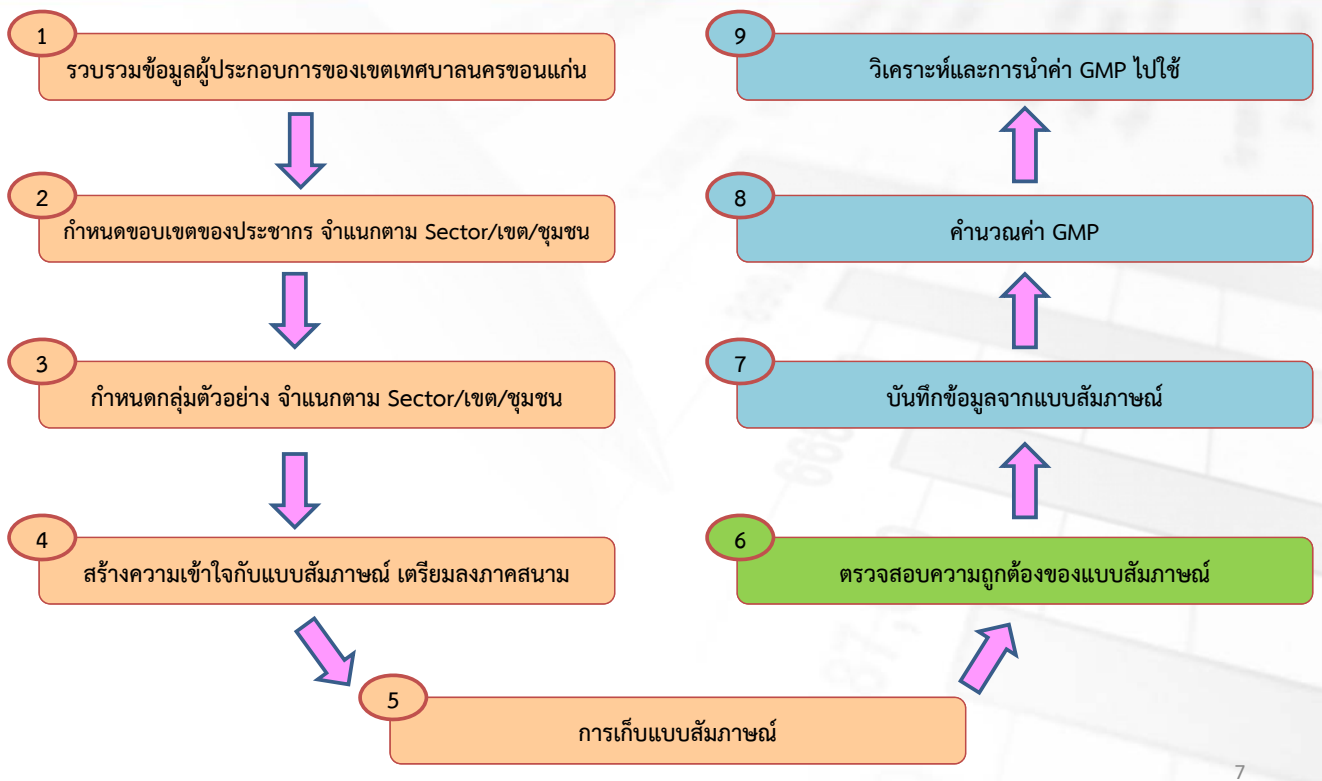 1
รวบรวมข้อมูลผู้ประกอบการของเขตเทศบาลนครขอนแก่น
2
กำหนดขอบเขตของประชากร จำแนกตาม Sector/เขต/ชุมชน
3
กำหนดกลุ่มตัวอย่าง จำแนกตาม Sector/เขต/ชุมชน
4
สร้างความเข้าใจกับแบบสัมภาษณ์ เตรียมลงภาคสนาม
5
การเก็บแบบสัมภาษณ์
6
ตรวจสอบความถูกต้องของแบบสัมภาษณ์
7
บันทึกข้อมูลจากแบบสัมภาษณ์
8
คำนวณค่า GMP
9
วิเคราะห์และการนำค่า GMP ไปใช้
7